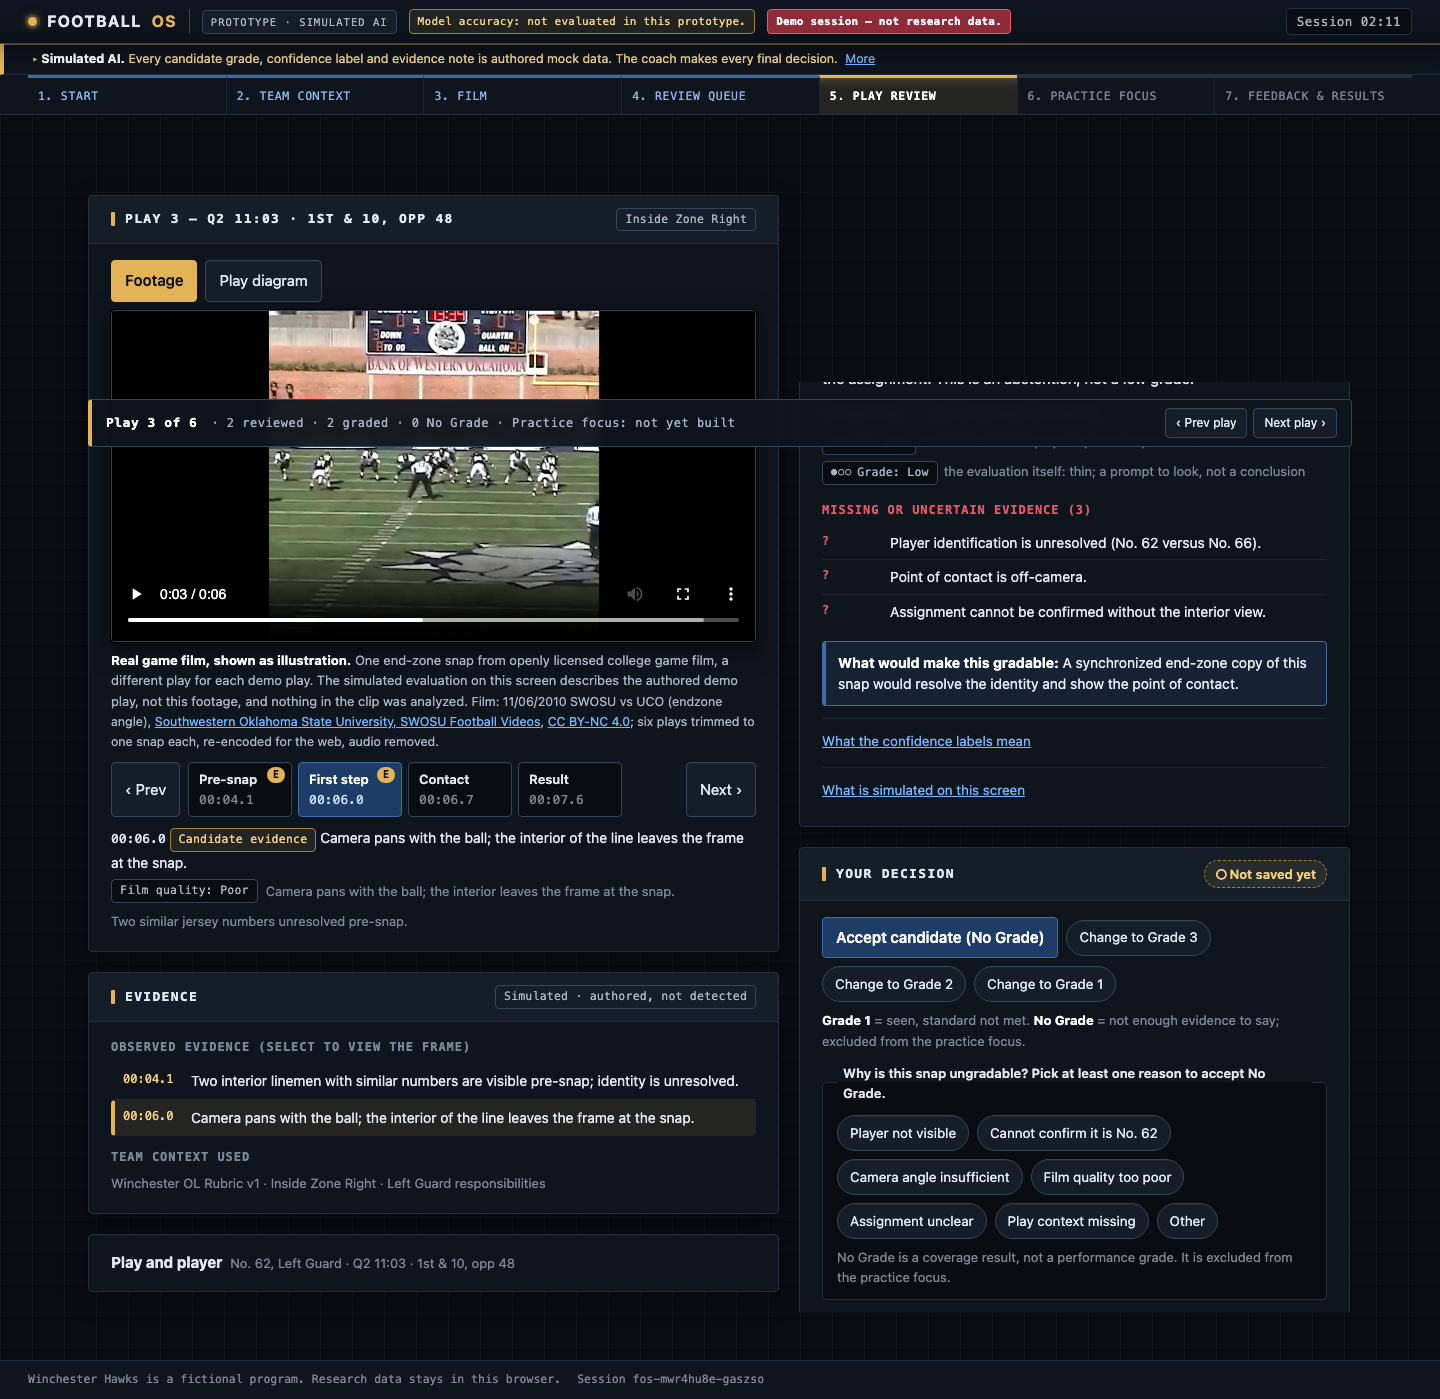 FOOTBALL OS
PROTOTYPE · SIMULATED AI
Model accuracy: not evaluated in this prototype.
Demo session — not research data.
Session 02:11
Simulated AI. Every candidate grade, confidence label and evidence note is authored mock data. The coach makes every final decision. More
1. START
2. TEAM CONTEXT
3. FILM
4. REVIEW QUEUE
5. PLAY REVIEW
6. PRACTICE FOCUS
7. FEEDBACK & RESULTS
PLAY 3 — Q2 11:03 · 1ST & 10, OPP 48
Inside Zone Right
Footage
Play diagram
13:34
DOWN
TO GO
QUARTER
BALL ON
BANK OF WESTERN OKLAHOMA
Play 3 of 6 · 2 reviewed · 2 graded · 0 No Grade · Practice focus: not yet built
‹ Prev play
Next play ›
0:03 / 0:06
Real game film, shown as illustration. One end-zone snap from openly licensed college game film, a
different play for each demo play. The simulated evaluation on this screen describes the authored demo
play, not this footage, and nothing in the clip was analyzed. Film: 11/06/2010 SWOSU vs UCO (endzone
angle), Southwestern Oklahoma State University, SWOSU Football Videos, CC BY-NC 4.0; six plays trimmed to
one snap each, re-encoded for the web, audio removed.
‹ Prev
Pre-snap E
00:04.1
First step E
00:06.0
Contact
00:06.7
Result
00:07.6
Next ›
00:06.0 Candidate evidence Camera pans with the ball; the interior of the line leaves the frame
at the snap.
Film quality: Poor Camera pans with the ball; the interior leaves the frame at the snap.
Two similar jersey numbers unresolved pre-snap.
EVIDENCE
Simulated · authored, not detected
OBSERVED EVIDENCE (SELECT TO VIEW THE FRAME)
00:04.1 Two interior linemen with similar numbers are visible pre-snap; identity is unresolved.
00:06.0 Camera pans with the ball; the interior of the line leaves the frame at the snap.
TEAM CONTEXT USED
Winchester OL Rubric v1 · Inside Zone Right · Left Guard responsibilities
Play and player No. 62, Left Guard · Q2 11:03 · 1st & 10, opp 48
the assignment. This is an abstention, not a low grade.
Grade: Low the evaluation itself: thin; a prompt to look, not a conclusion
MISSING OR UNCERTAIN EVIDENCE (3)
? Player identification is unresolved (No. 62 versus No. 66).
? Point of contact is off-camera.
? Assignment cannot be confirmed without the interior view.
What would make this gradable: A synchronized end-zone copy of this
snap would resolve the identity and show the point of contact.
What the confidence labels mean
What is simulated on this screen
YOUR DECISION
Not saved yet
Accept candidate (No Grade)
Change to Grade 3
Change to Grade 2
Change to Grade 1
Grade 1 = seen, standard not met. No Grade = not enough evidence to say;
excluded from the practice focus.
Why is this snap ungradable? Pick at least one reason to accept No
Grade.
Player not visible
Cannot confirm it is No. 62
Camera angle insufficient
Film quality too poor
Assignment unclear
Play context missing
Other
No Grade is a coverage result, not a performance grade. It is excluded from
the practice focus.
Winchester Hawks is a fictional program. Research data stays in this browser. Session fos-mwr4hu8e-gaszso